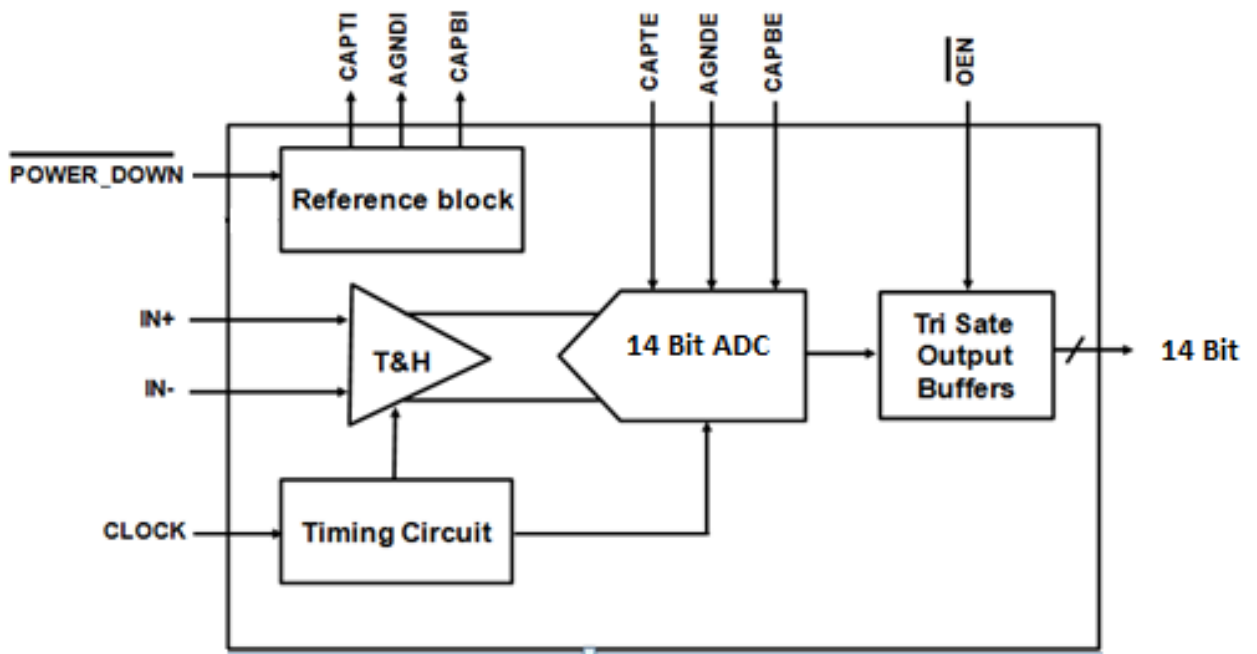 CAPTI
AGNDI
CAPBI
CAPTE
AGNDE
CAPBE
OEN
POWER_DOWN
Reference block
IN+
IN-
T&H
14 Bit ADC
Tri Sate
Output
Buffers
14 Bit
CLOCK
Timing Circuit